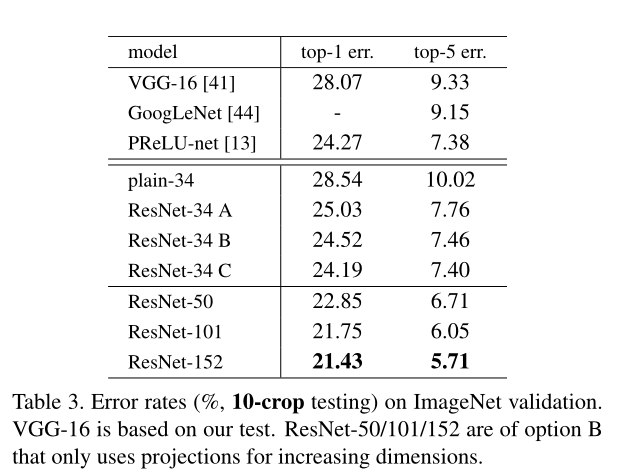 model top-1 err. top-5 err.
VGG-16 [41] 28.07 9.33
GoogLeNet [44] - 9.15
PReLU-net [13] 24.27 7.38
plain-34 28.54 10.02
ResNet-34 A 25.03 7.76
ResNet-34 B 24.52 7.46
ResNet-34 C 24.19 7.40
ResNet-50 22.85 6.71
ResNet-101 21.75 6.05
ResNet-152 21.43 5.71
Table 3. Error rates (%, 10-crop testing) on ImageNet validation.
VGG-16 is based on our test. ResNet-50/101/152 are of option B
that only uses projections for increasing dimensions.